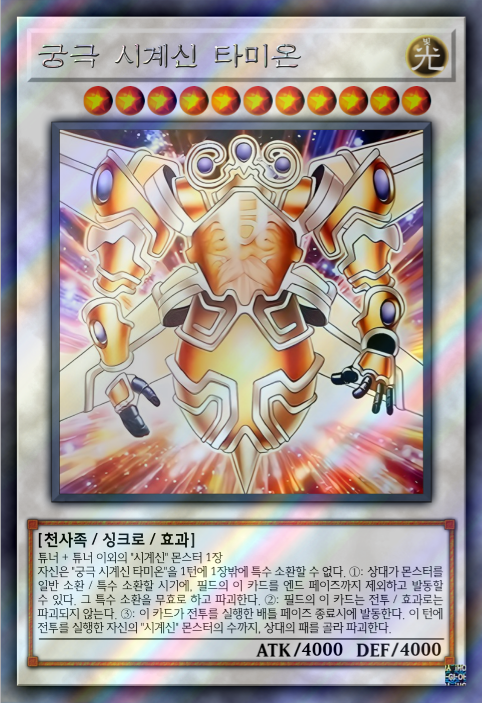 궁극 시계신 타미온
光
[천사족 / 싱크로 / 효과]
튜너 + 튜너 이외의 "시계신" 몬스터 1장
자신은 "궁극 시계신 타미온"을 1턴에 1장밖에 특수 소환할 수 없다. ①: 상대가 몬스터를
일반 소환 / 특수 소환할 시기에, 필드의 이 카드를 엔드 페이즈까지 제외하고 발동할
수 있다. 그 특수 소환을 무효로 하고 파괴한다. ②: 필드의 이 카드는 전투 / 효과로는
파괴되지 않는다. ③: 이 카드가 전투를 실행한 배틀 페이즈 종료시에 발동한다. 이 턴에
전투를 실행한 자신의 "시계신" 몬스터의 수까지, 상대의 패를 골라 파괴한다.
ATK/4000 DEF/4000